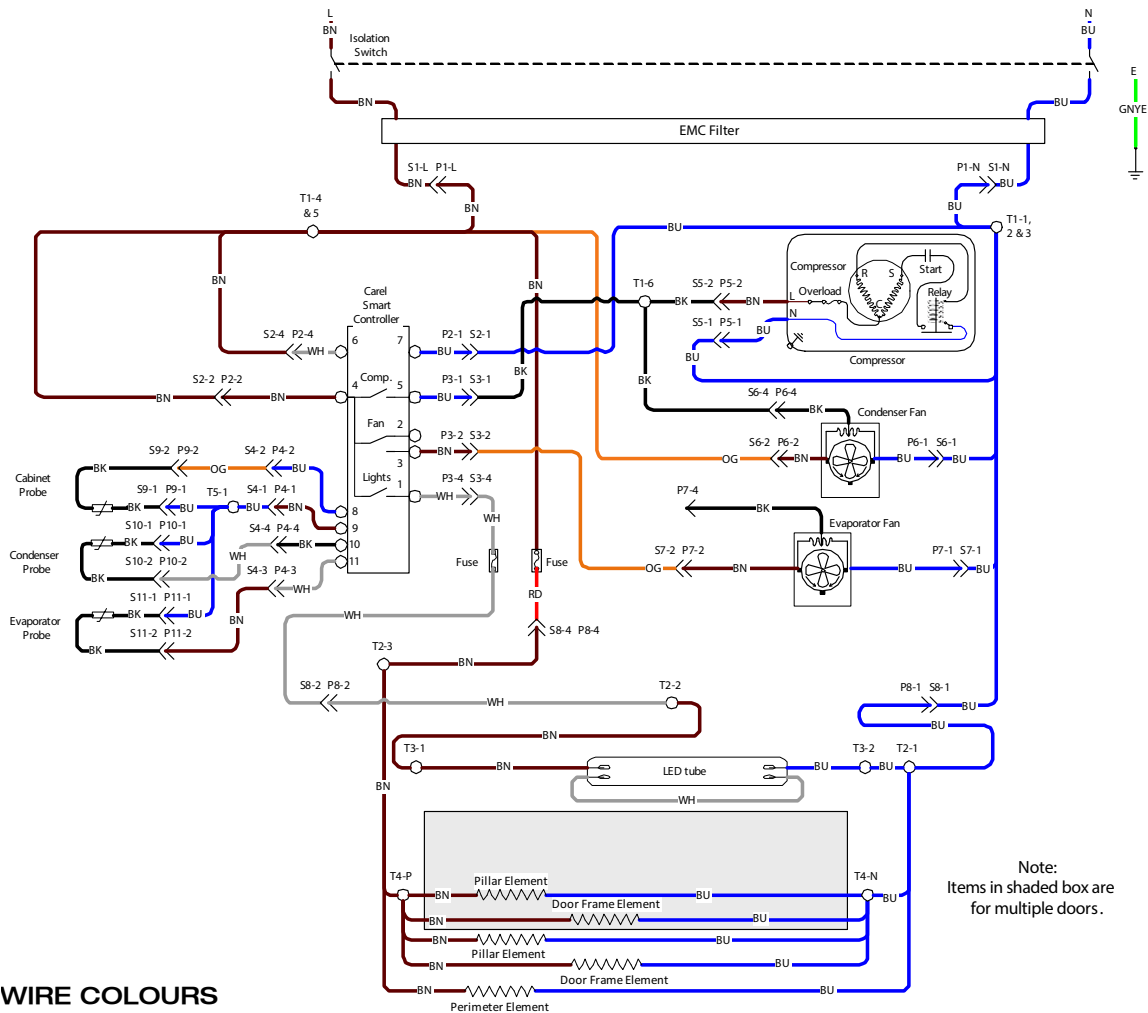 L
BN
Isolation
Switch
N
BU
E
GNYE
BN
BU
EMC Filter
S1-L P1-L
BN
BN
P1-N S1-N
BU
BU
T1-4
& 5
T1-1,
2 & 3
BU
BN
BN
Carel
Smart
Controller
T1-6
BK
S5-2 P5-2
BN
Compressor
Overload
L
N
R
S
C
Start
Relay
Compressor
S5-1 P5-1
BU
BU
S2-4 P2-4
WH
6
7
P2-1 S2-1
BU
BK
S2-2 P2-2
BN
BN
4
Comp.
5
P3-1 S3-1
BU
BK
S6-4 P6-4
BK
Condenser Fan
Fan
2
P3-2 S3-2
BN
3
S6-2 P6-2
OG
BN
P6-1 S6-1
BU
BU
S9-2 P9-2
BK
OG
S4-2 P4-2
BU
Cabinet
Probe
Lights
1
P3-4 S3-4
WH
WH
S9-1 P9-1
BK
BU
T5-1
BU
S4-1 P4-1
BN
8
9
10
11
P7-4
BK
Evaporator Fan
S10-1 P10-1
BK
BU
S4-4 P4-4
BK
WH
Condenser
Probe
S10-2 P10-2
BK
S4-3 P4-3
WH
Fuse
Fuse
S7-2 P7-2
OG
BN
P7-1 S7-1
BU
BU
RD
S11-1 P11-1
BK
BU
BN
WH
Evaporator
Probe
S11-2 P11-2
BK
S8-4 P8-4
T2-3
BN
S8-2 P8-2
WH
T2-2
P8-1 S8-1
BU
BU
BN
T3-1
BN
LED tube
BU
T3-2
BU
T2-1
WH
BN
T4-P
BN
Pillar Element
BU
T4-N
BU
BN
Door Frame Element
BU
BN
Pillar Element
BU
BN
Door Frame Element
BU
BN
Perimeter Element
BU
Note:
Items in shaded box are
for multiple doors.
WIRE COLOURS